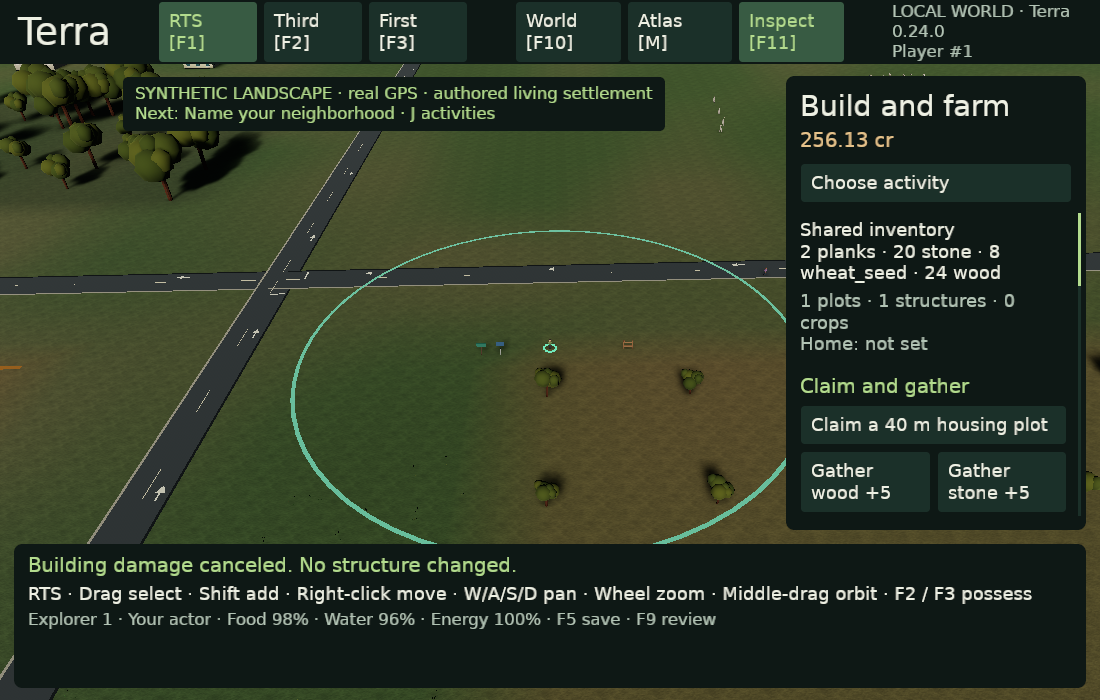 Terra
RTS
[F1]
Third
[F2]
First
[F3]
World
[F10]
Atlas
[M]
Inspect
[F11]
LOCAL WORLD · Terra
0.24.0
Player #1
SYNTHETIC LANDSCAPE · real GPS · authored living settlement
Next: Name your neighborhood · J activities
Build and farm
256.13 cr
Choose activity
Shared inventory
2 planks · 20 stone · 8
wheat_seed · 24 wood
1 plots · 1 structures · 0
crops
Home: not set
Claim and gather
Claim a 40 m housing plot
Gather
wood +5
Gather
stone +5
Building damage canceled. No structure changed.
RTS · Drag select · Shift add · Right-click move · W/A/S/D pan · Wheel zoom · Middle-drag orbit · F2 / F3 possess
Explorer 1 · Your actor · Food 98% · Water 96% · Energy 100% · F5 save · F9 review